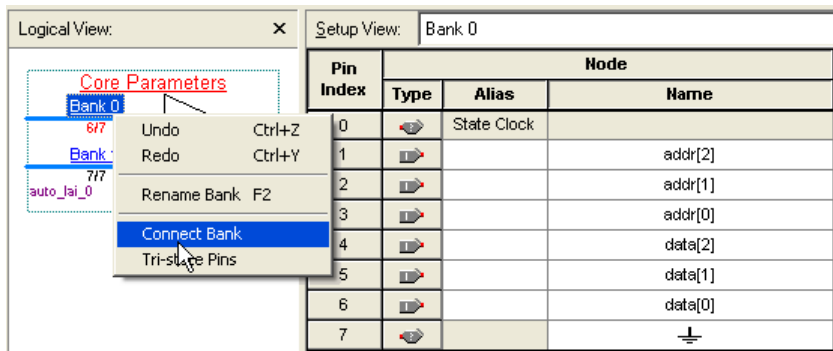 Logical View: × Setup View: Bank 0
Core Parameters
Bank 0
6/7
Bank
7/7
auto_lai_0
Undo Ctrl+Z
Redo Ctrl+Y
Rename Bank F2
Connect Bank
Tri-state Pins
Pin Index Node
Type Alias Name
0 State Clock
1 addr[2]
2 addr[1]
3 addr[0]
4 data[2]
5 data[1]
6 data[0]
7